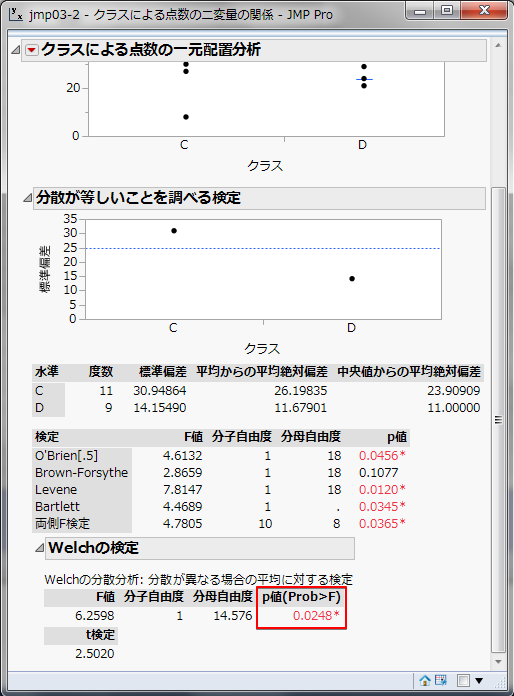 jmp03-2 - クラスによる点数の二変量の関係 - JMP Pro
クラスによる点数の一元配置分析
20
0
C D
クラス
分散が等しいことを調べる検定
35
30
25
20
15
10
5
0
標準偏差
C D
クラス
水準 度数 標準偏差 平均からの平均絶対偏差 中央値からの平均絶対偏差
C 11 30.94864 26.19835 23.90909
D 9 14.15490 11.67901 11.00000
検定 F値 分子自由度 分母自由度 p値
O'Brien[.5] 4.6132 1 18 0.0456*
Brown-Forsythe 2.8659 1 18 0.1077
Levene 7.8147 1 18 0.0120*
Bartlett 4.4689 1 . 0.0345*
両側F検定 4.7805 10 8 0.0365*
Welchの検定
Welchの分散分析: 分散が異なる場合の平均に対する検定
F値 分子自由度 分母自由度 p値(Prob>F)
6.2598 1 14.576 0.0248*
t検定
2.5020